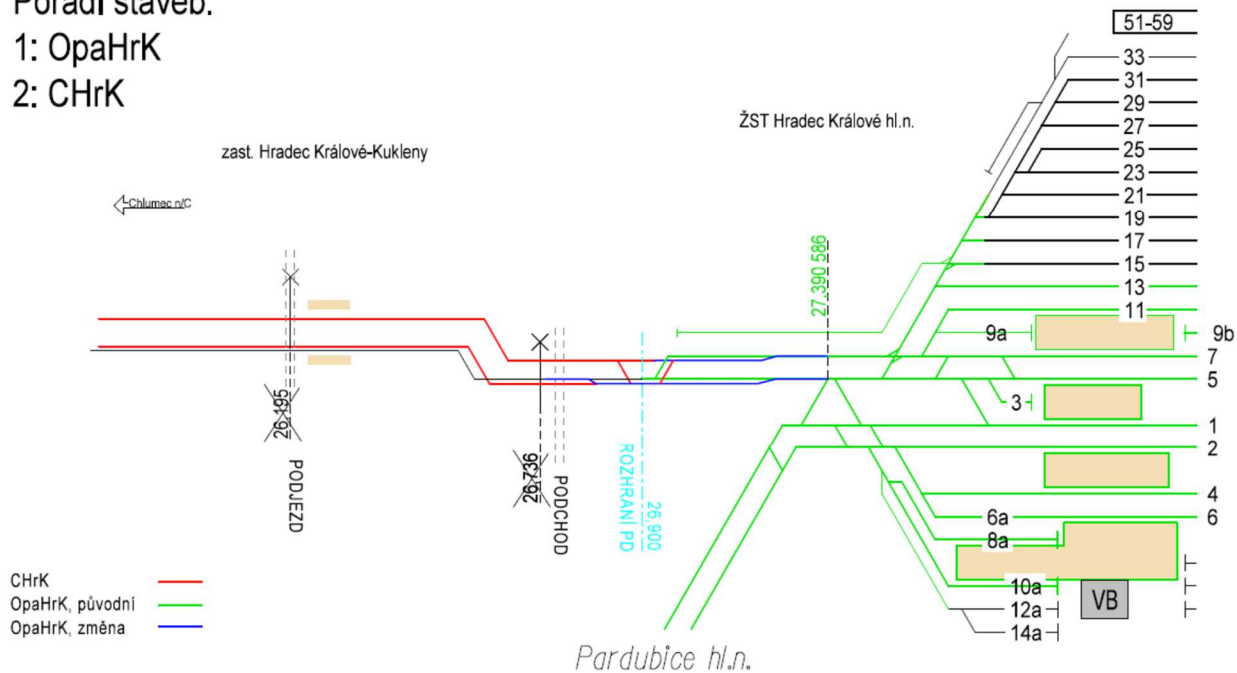 Pořadí staveb:
1: OpaHrK
2: CHrK
zast. Hradec Králové-Kukleny
ŽST Hradec Králové hl.n.
Chlumec n/C
27,390 586
26,195
PODJEZD
26,736
PODCHOD
ROZHRANÍ PD
26,900
51-59
33
31
29
27
25
23
21
19
17
15
13
11
9a
9b
7
5
3
1
2
4
6a
6
8a
10a
VB
12a
14a
CHrK
OpaHrK, původní
OpaHrK, změna
Pardubice hl.n.